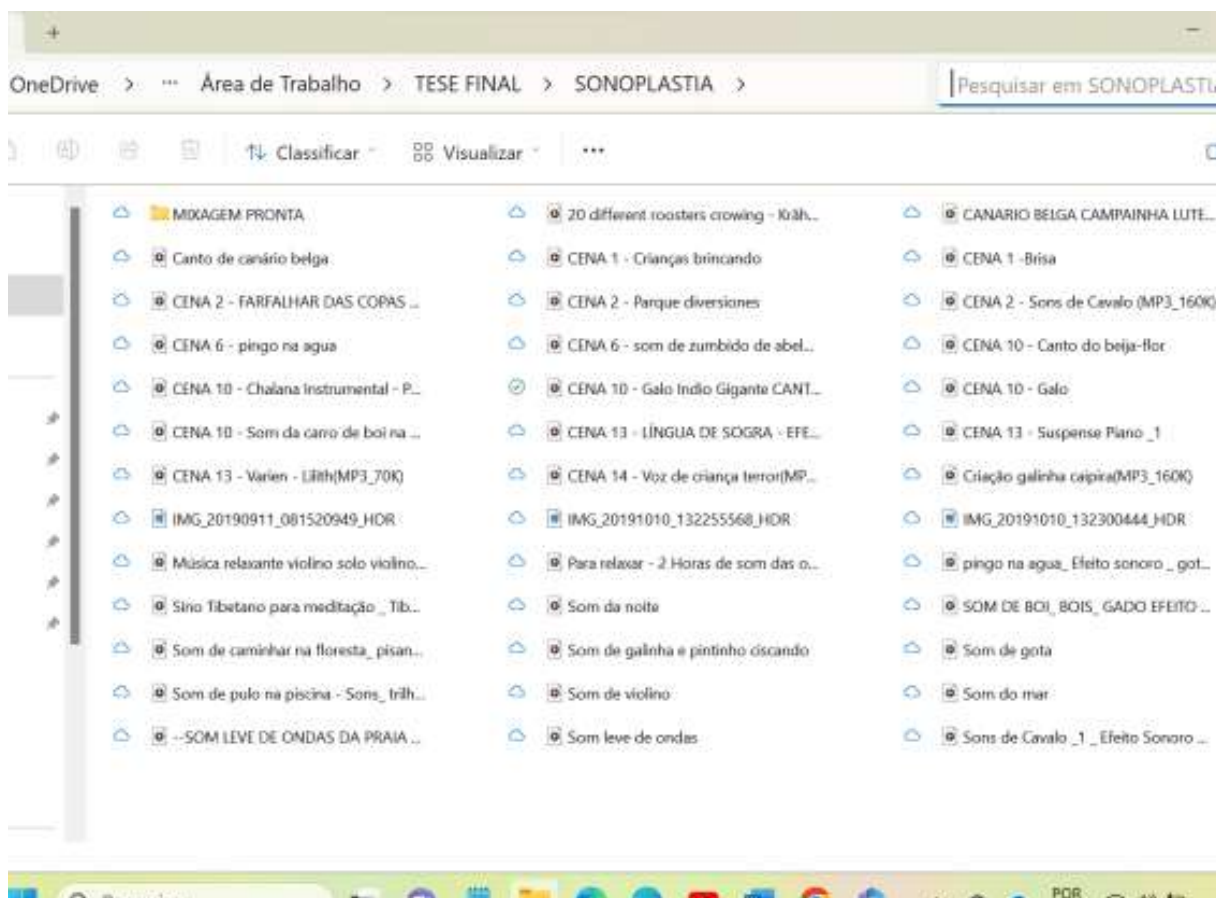 +
OneDrive > ··· Área de Trabalho > TESE FINAL > SONOPLASTIA >
Pesquisar em SONOPLASTIA
Classificar Visualizar ···
MIXAGEM PRONTA
20 different roosters crowing - Kräh...
CANARIO BELGA CAMPAINHA LUTE...
Canto de canário belga
CENA 1 - Crianças brincando
CENA 1 -Brisa
CENA 2 - FARFALHAR DAS COPAS ...
CENA 2 - Parque diversiones
CENA 2 - Sons de Cavalo (MP3_160K)
CENA 6 - pingo na agua
CENA 6 - som de zumbido de abel...
CENA 10 - Canto do beija-flor
CENA 10 - Chalana Instrumental - P...
CENA 10 - Galo Indio Gigante CANT...
CENA 10 - Galo
CENA 10 - Som da carro de boi na ...
CENA 13 - LÍNGUA DE SOGRA - EFE...
CENA 13 - Suspense Piano _1
CENA 13 - Varien - Lilith(MP3_70K)
CENA 14 - Voz de criança terror(MP...
Criação galinha caipira(MP3_160K)
IMG_20190911_081520949_HDR
IMG_20191010_132255568_HDR
IMG_20191010_132300444_HDR
Música relaxante violino solo violino...
Para relaxar - 2 Horas de som das o...
pingo na agua_ Efeito sonoro _ got...
Sino Tibetano para meditação _ Tib...
Som da noite
SOM DE BOI_ BOIS_ GADO EFEITO ...
Som de caminhar na floresta_ pisan...
Som de galinha e pintinho ciscando
Som de gota
Som de pulo na piscina - Sons_ trilh...
Som de violino
Som do mar
--SOM LEVE DE ONDAS DA PRAIA ...
Som leve de ondas
Sons de Cavalo _1 _ Efeito Sonoro ...
POR